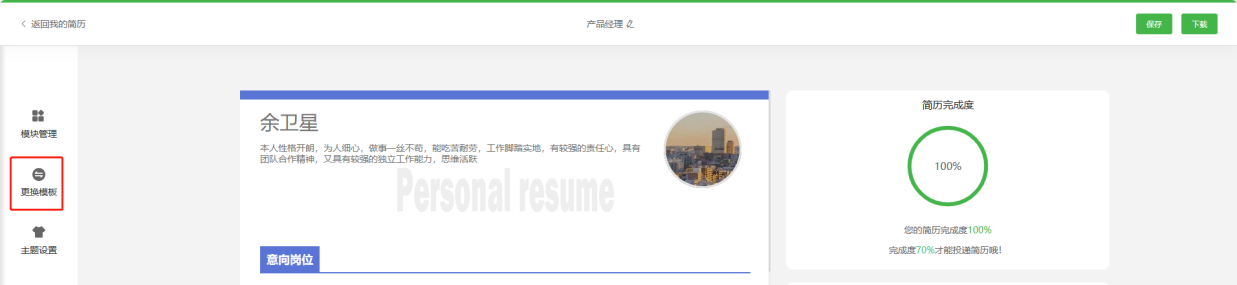 < 返回我的简历
产品经理
保存
下载
模块管理
更换模板
主题设置
余卫星
本人性格开朗，为人细心，做事一丝不苟，能吃苦耐劳，工作脚踏实地，有较强的责任心，具有
团队合作精神，又具有较强的独立工作能力，思维活跃
Personal resume
意向岗位
简历完成度
100%
您的简历完成度100%
完成度70%才能投递简历哦！